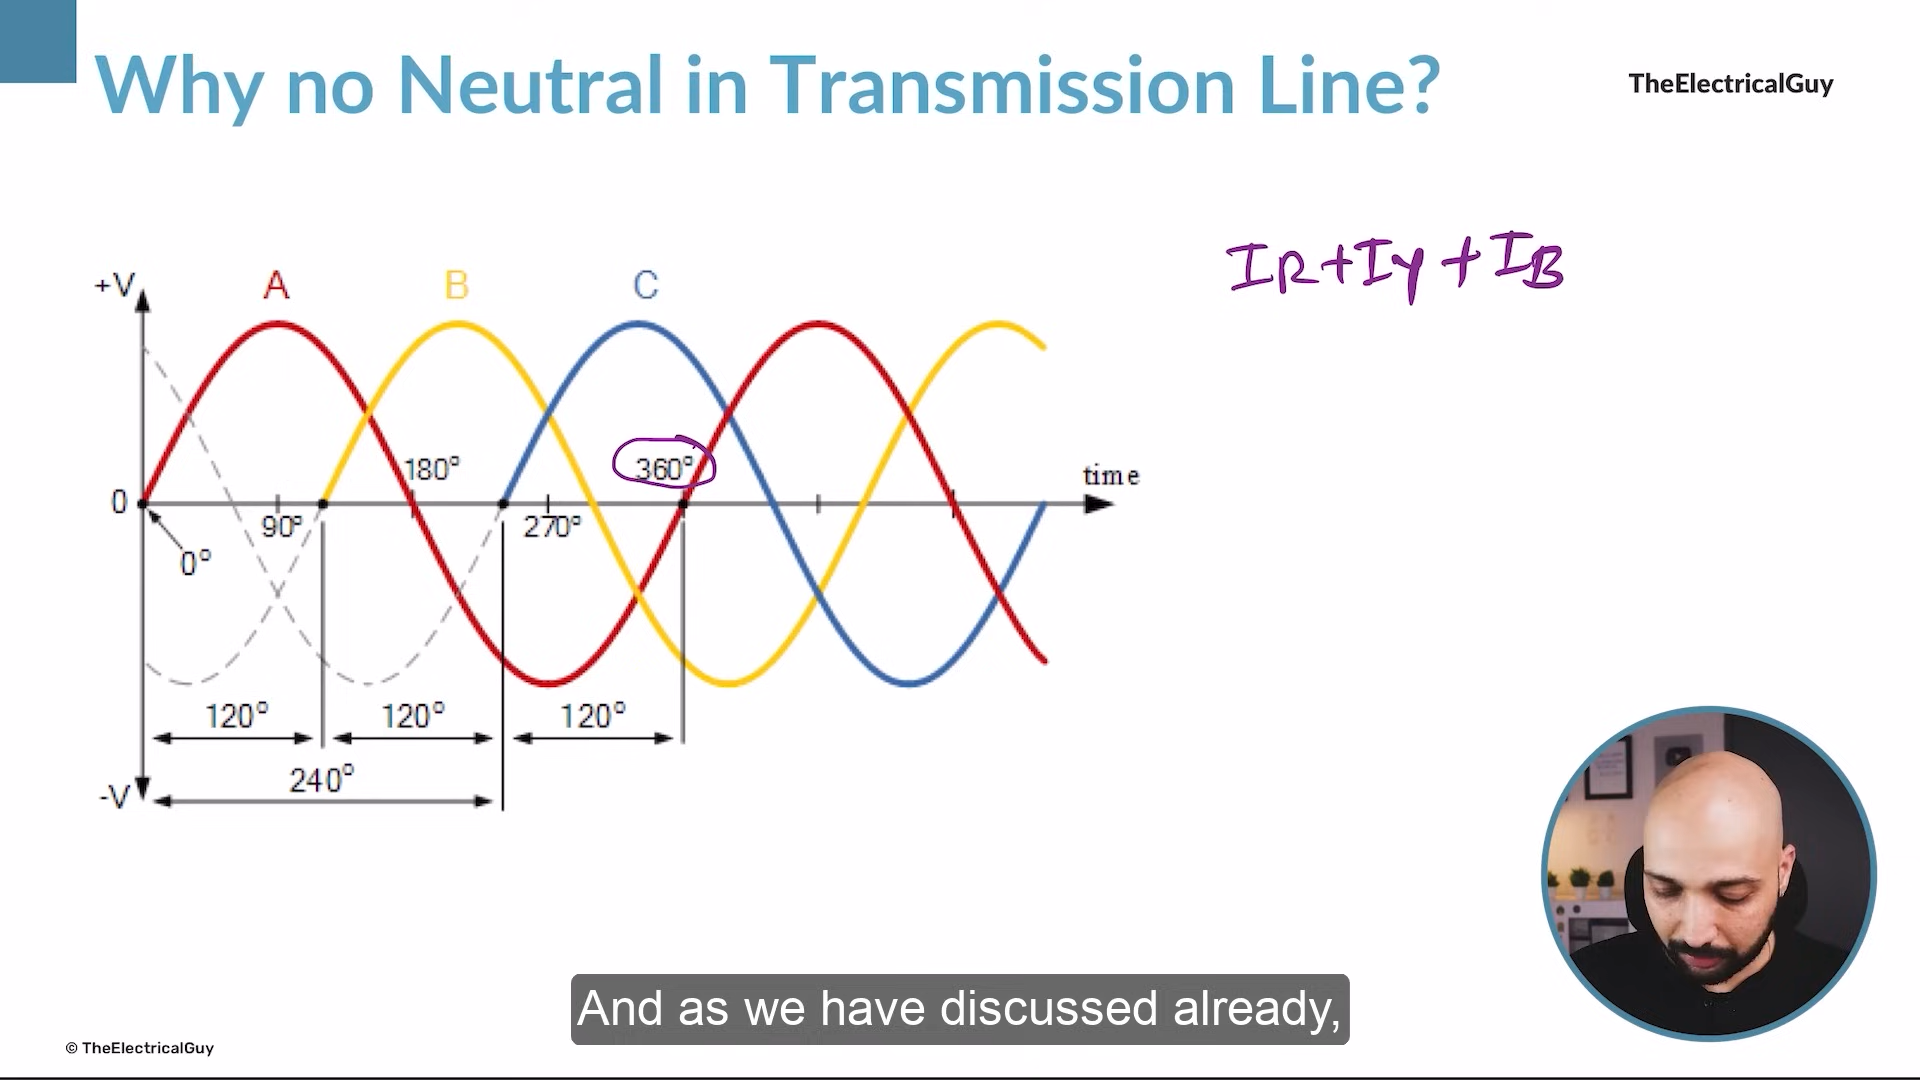 Why no Neutral in Transmission Line?
TheElectricalGuy
IR+IY+IB
+V
A
B
C
180°
360°
time
0
90°
270°
0°
120°
120°
120°
240°
-V
And as we have discussed already,
© TheElectricalGuy